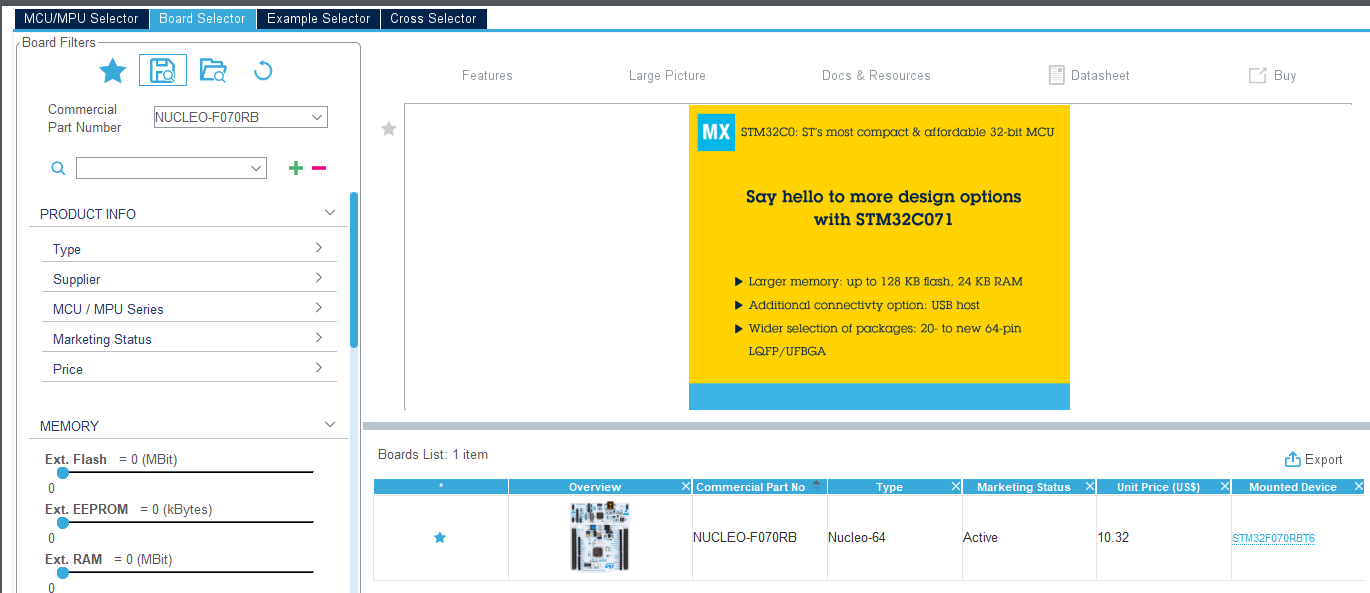 MCU/MPU Selector
Board Selector
Example Selector
Cross Selector
Board Filters
Commercial
Part Number
NUCLEO-F070RB
PRODUCT INFO
Type
Supplier
MCU / MPU Series
Marketing Status
Price
MEMORY
Ext. Flash = 0 (MBit)
0
Ext. EEPROM = 0 (kBytes)
0
Ext. RAM = 0 (MBit)
0
Features
Large Picture
Docs & Resources
Datasheet
Buy
MX
STM32C0: ST's most compact & affordable 32-bit MCU
Say hello to more design options
with STM32C071
Larger memory: up to 128 KB flash, 24 KB RAM
Additional connectivty option: USB host
Wider selection of packages: 20- to new 64-pin
LQFP/UFBGA
Boards List: 1 item
Export
* Overview Commercial Part No Type Marketing Status Unit Price (US$) Mounted Device
NUCLEO-F070RB Nucleo-64 Active 10.32 STM32F070RBT6